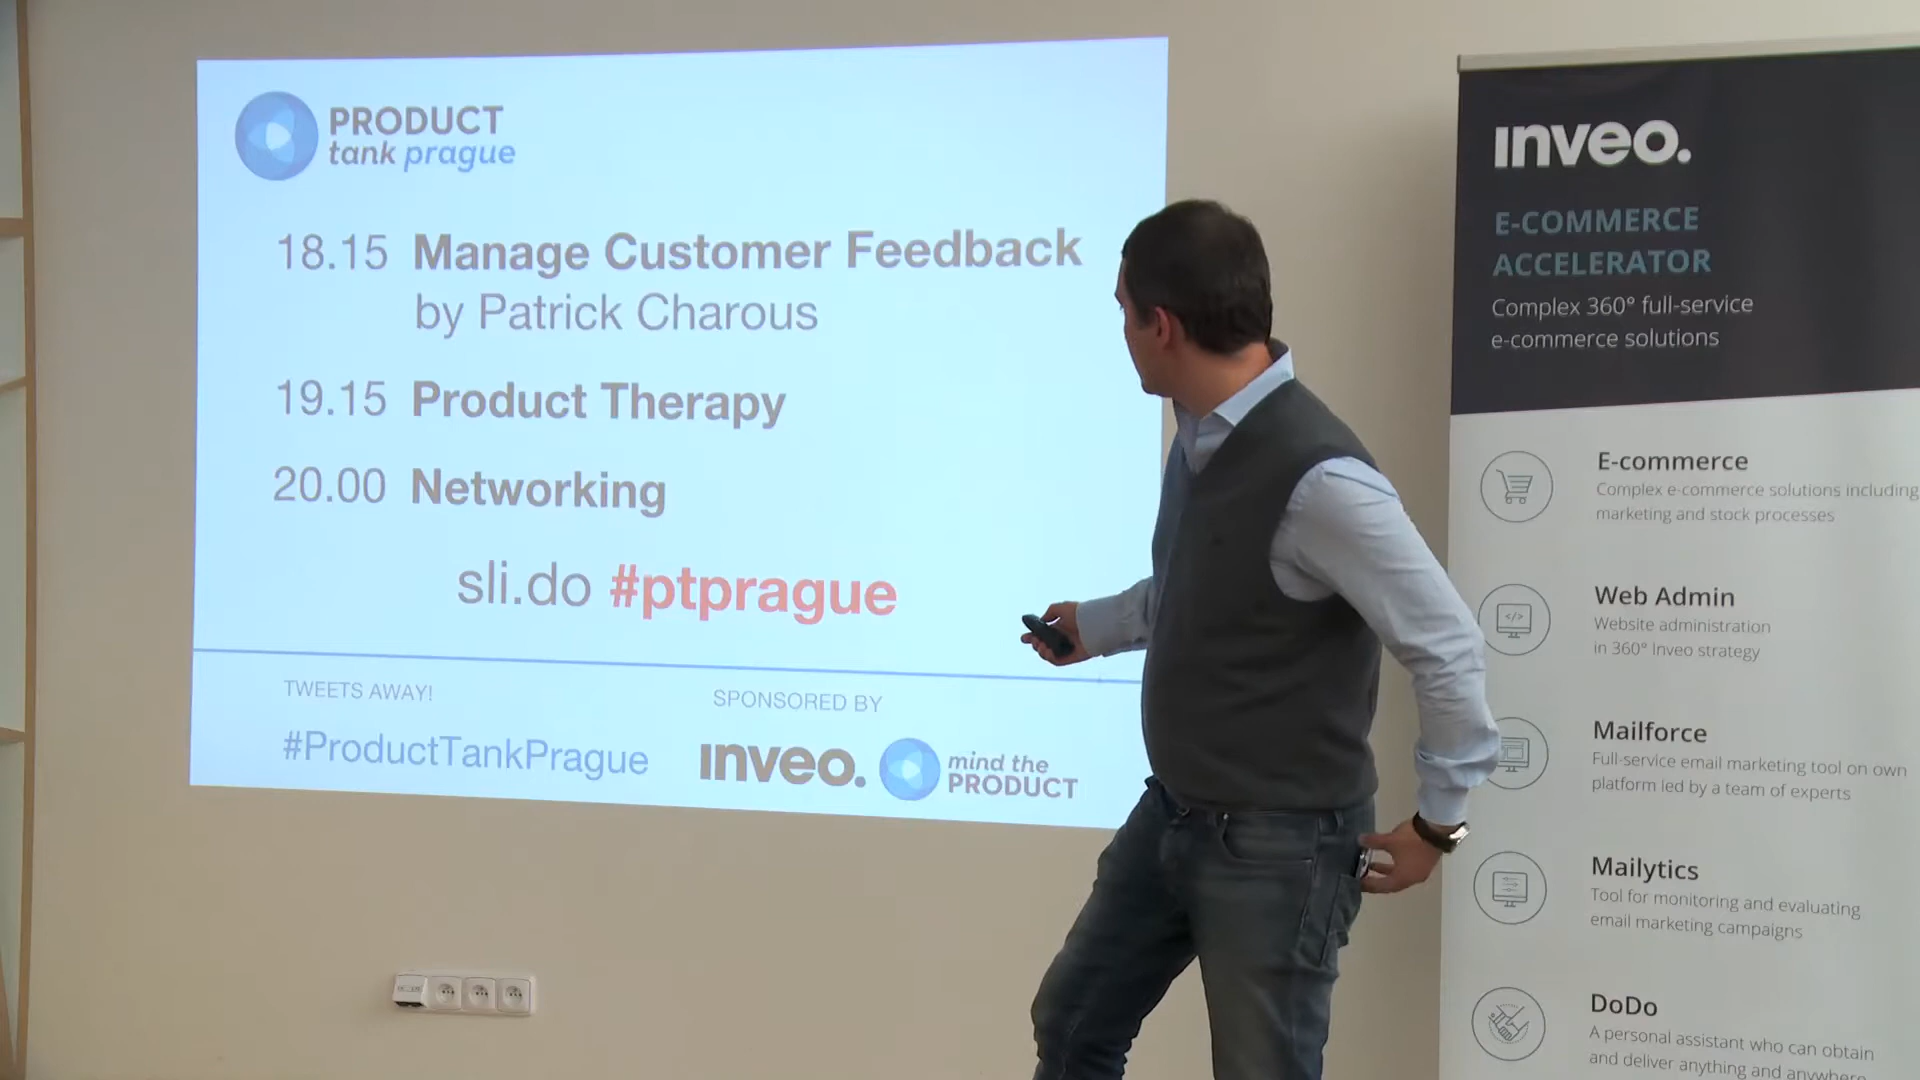 PRODUCT
tank prague
18.15 Manage Customer Feedback
by Patrick Charous
19.15 Product Therapy
20.00 Networking
sli.do #ptprague
TWEETS AWAY!
#ProductTankPrague
SPONSORED BY
inveo.
mind the
PRODUCT
inveo.
E-COMMERCE
ACCELERATOR
Complex 360° full-service
e-commerce solutions
E-commerce
Complex e-commerce solutions including
marketing and stock processes
Web Admin
Website administration
in 360° Inveo strategy
Mailforce
Full-service email marketing tool on own
platform led by a team of experts
Mailytics
Tool for monitoring and evaluating
email marketing campaigns
DoDo
A personal assistant who can obtain
and deliver anything and anywhere